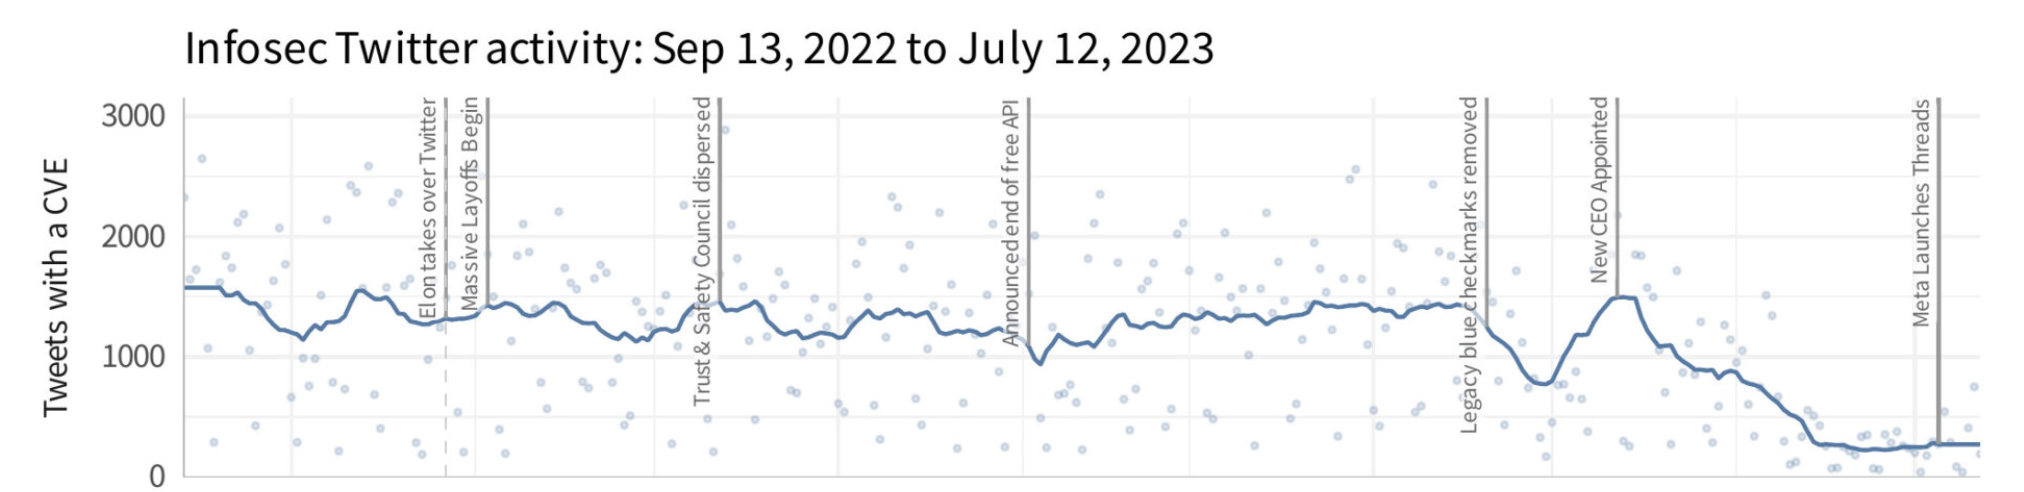 Infosec Twitter activity: Sep 13, 2022 to July 12, 2023
Tweets with a CVE
3000
2000
1000
0
Elon takes over Twitter
Massive Layoffs Begin
Trust & Safety Council dispersed
Announced end of free API
Legacy blue checkmarks removed
New CEO Appointed
Meta Launches Threads